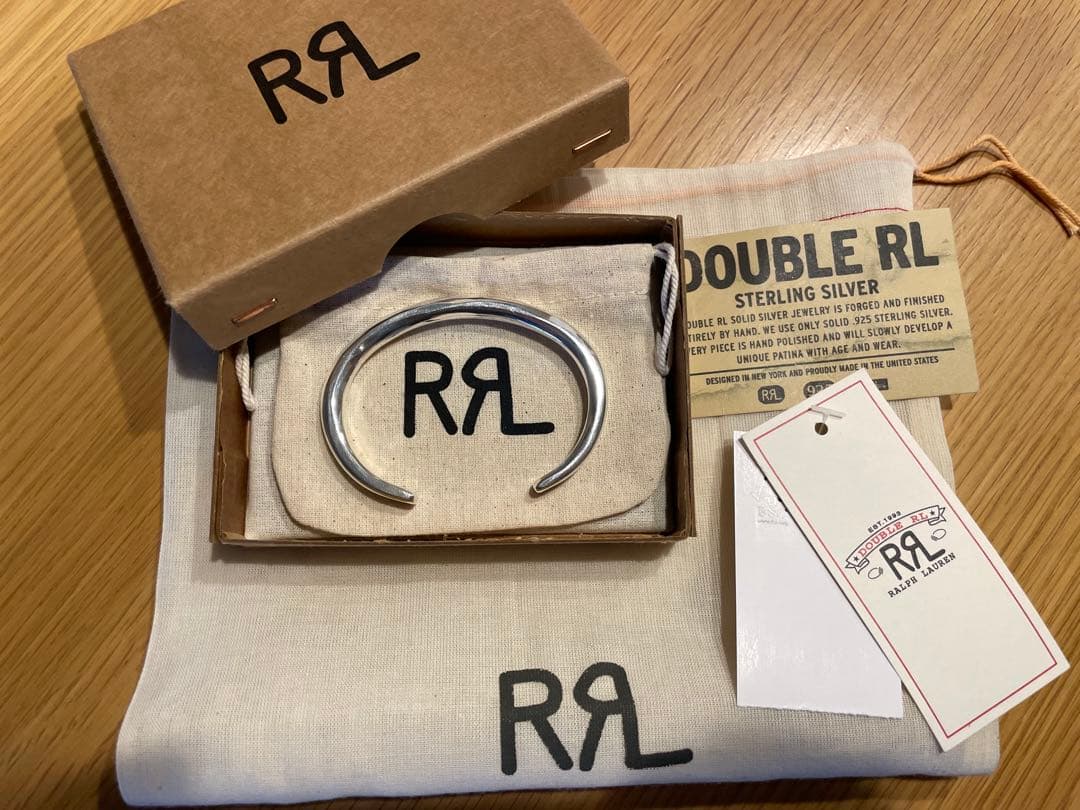 RRL
DOUBLE RL
STERLING SILVER
DOUBLE RL SOLID SILVER JEWELRY IS FORGED AND FINISHED
ENTIRELY BY HAND. WE USE ONLY SOLID .925 STERLING SILVER.
EVERY PIECE IS HAND POLISHED AND WILL SLOWLY DEVELOP A
UNIQUE PATINA WITH AGE AND WEAR.
DESIGNED IN NEW YORK AND PROUDLY MADE IN THE UNITED STATES
RRL
RRL
EST. 1993
DOUBLE RL
RRL
RALPH LAUREN
RRL